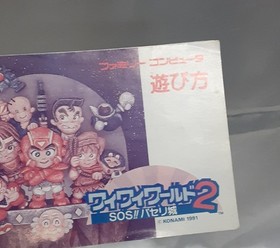 ファミリーコンピュータ
遊び方
ワイワイワールド2
SOS!! パセリ城
© KONAMI 1991